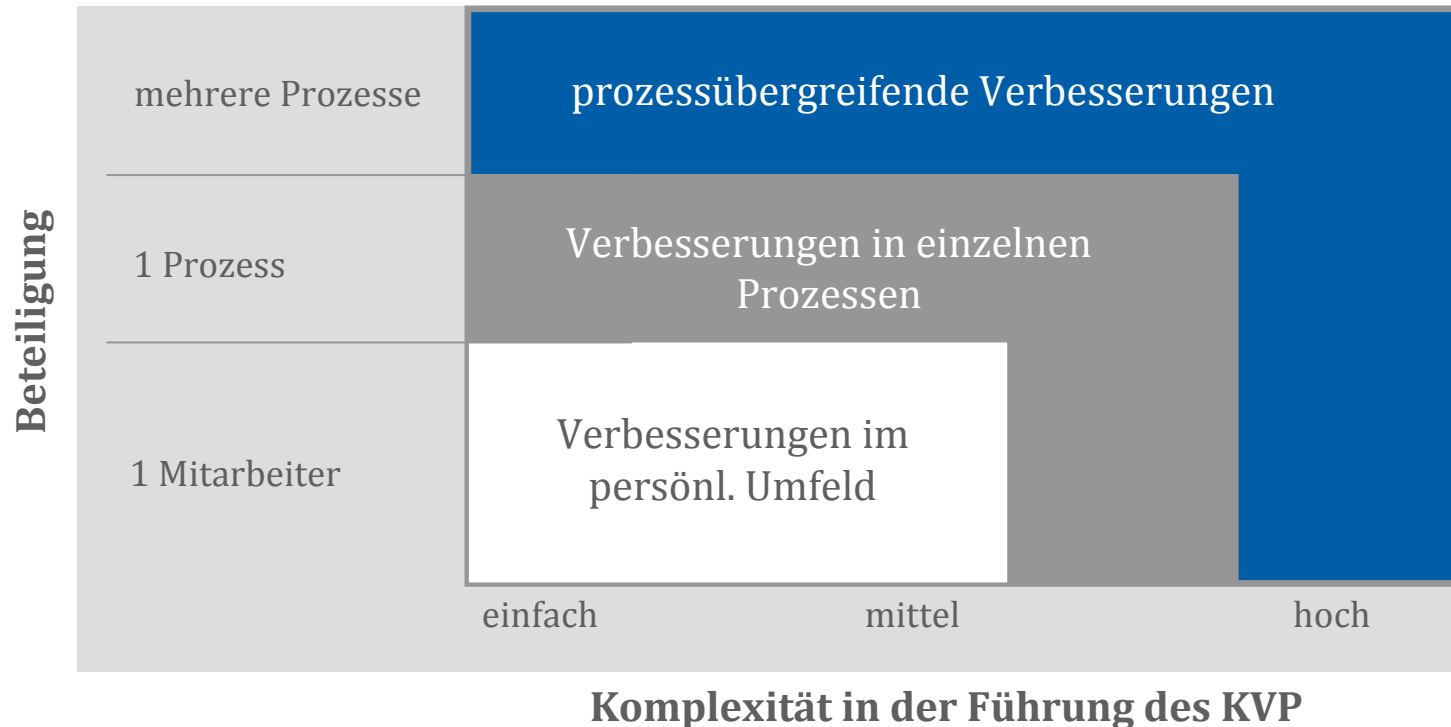 mehrere Prozesse
prozessübergreifende Verbesserungen
Beteiligung
1 Prozess
Verbesserungen in einzelnen
Prozessen
1 Mitarbeiter
Verbesserungen im
persönl. Umfeld
einfach
mittel
hoch
Komplexität in der Führung des KVP